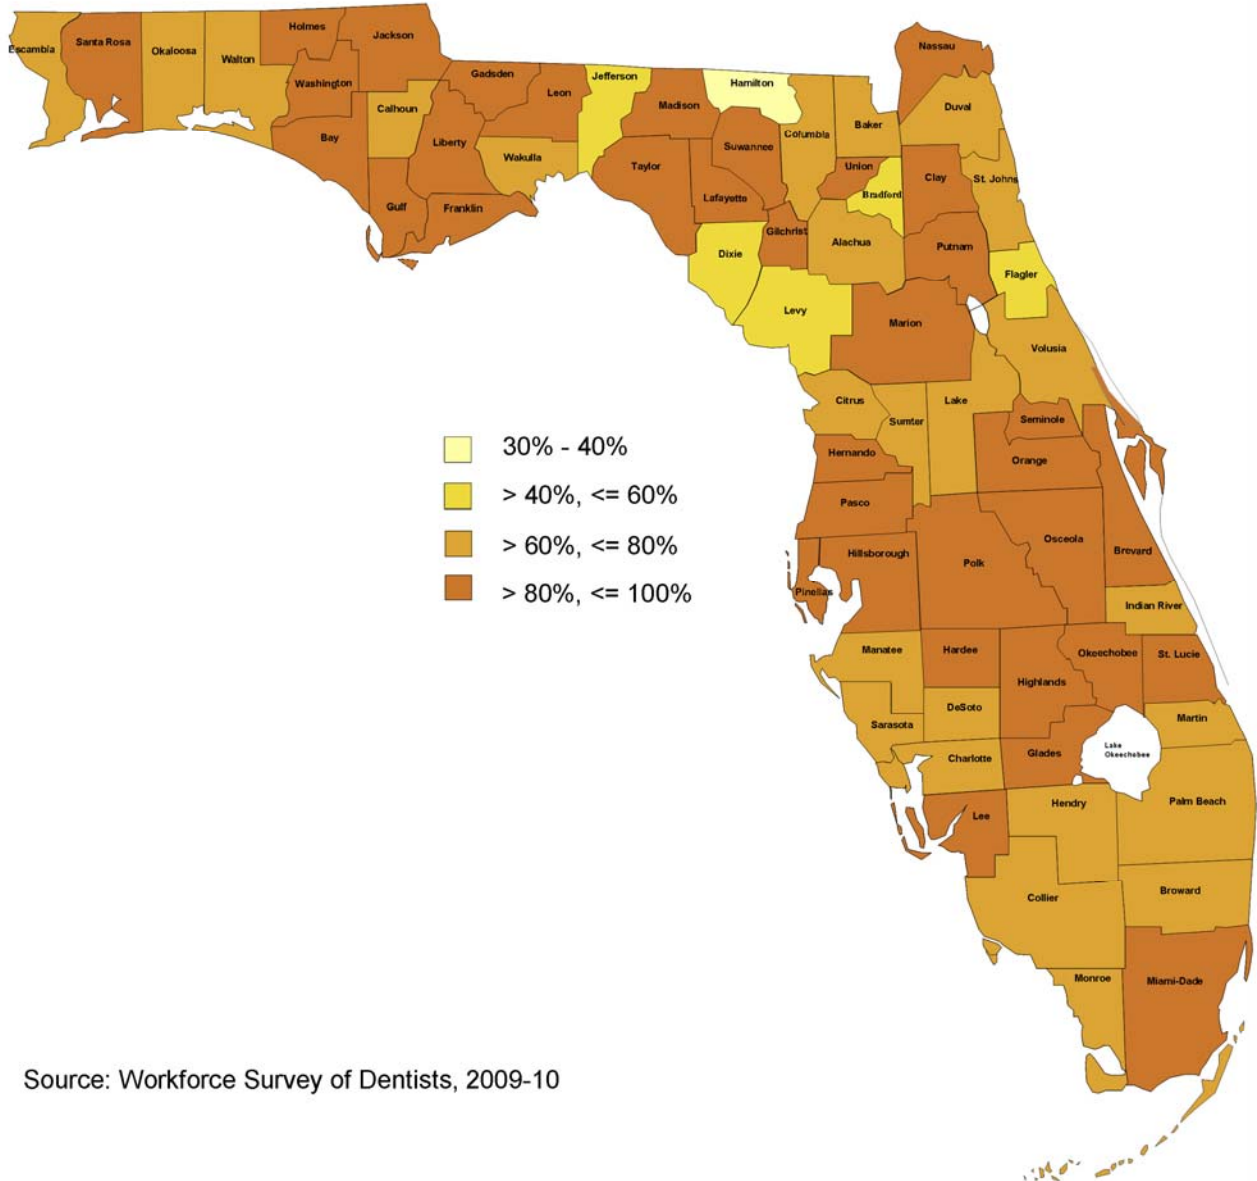 Escambia
Santa Rosa
Okaloosa
Walton
Holmes
Jackson
Washington
Bay
Calhoun
Gadsden
Leon
Liberty
Gulf
Franklin
Wakulla
Jefferson
Madison
Taylor
Hamilton
Suwannee
Lafayette
Columbia
Baker
Nassau
Duval
Union
Bradford
Clay
St. Johns
Gilchrist
Alachua
Putnam
Dixie
Flagler
Levy
Marion
Volusia
Citrus
Sumter
Lake
Seminole
Hernando
Orange
Pasco
30% - 40%
> 40%, <= 60%
> 60%, <= 80%
> 80%, <= 100%
Hillsborough
Polk
Osceola
Brevard
Pinellas
Indian River
Manatee
Hardee
Highlands
Okeechobee
St. Lucie
Sarasota
DeSoto
Martin
Charlotte
Glades
Lake
Okeechobee
Lee
Hendry
Palm Beach
Collier
Broward
Monroe
Miami-Dade
Source: Workforce Survey of Dentists, 2009-10